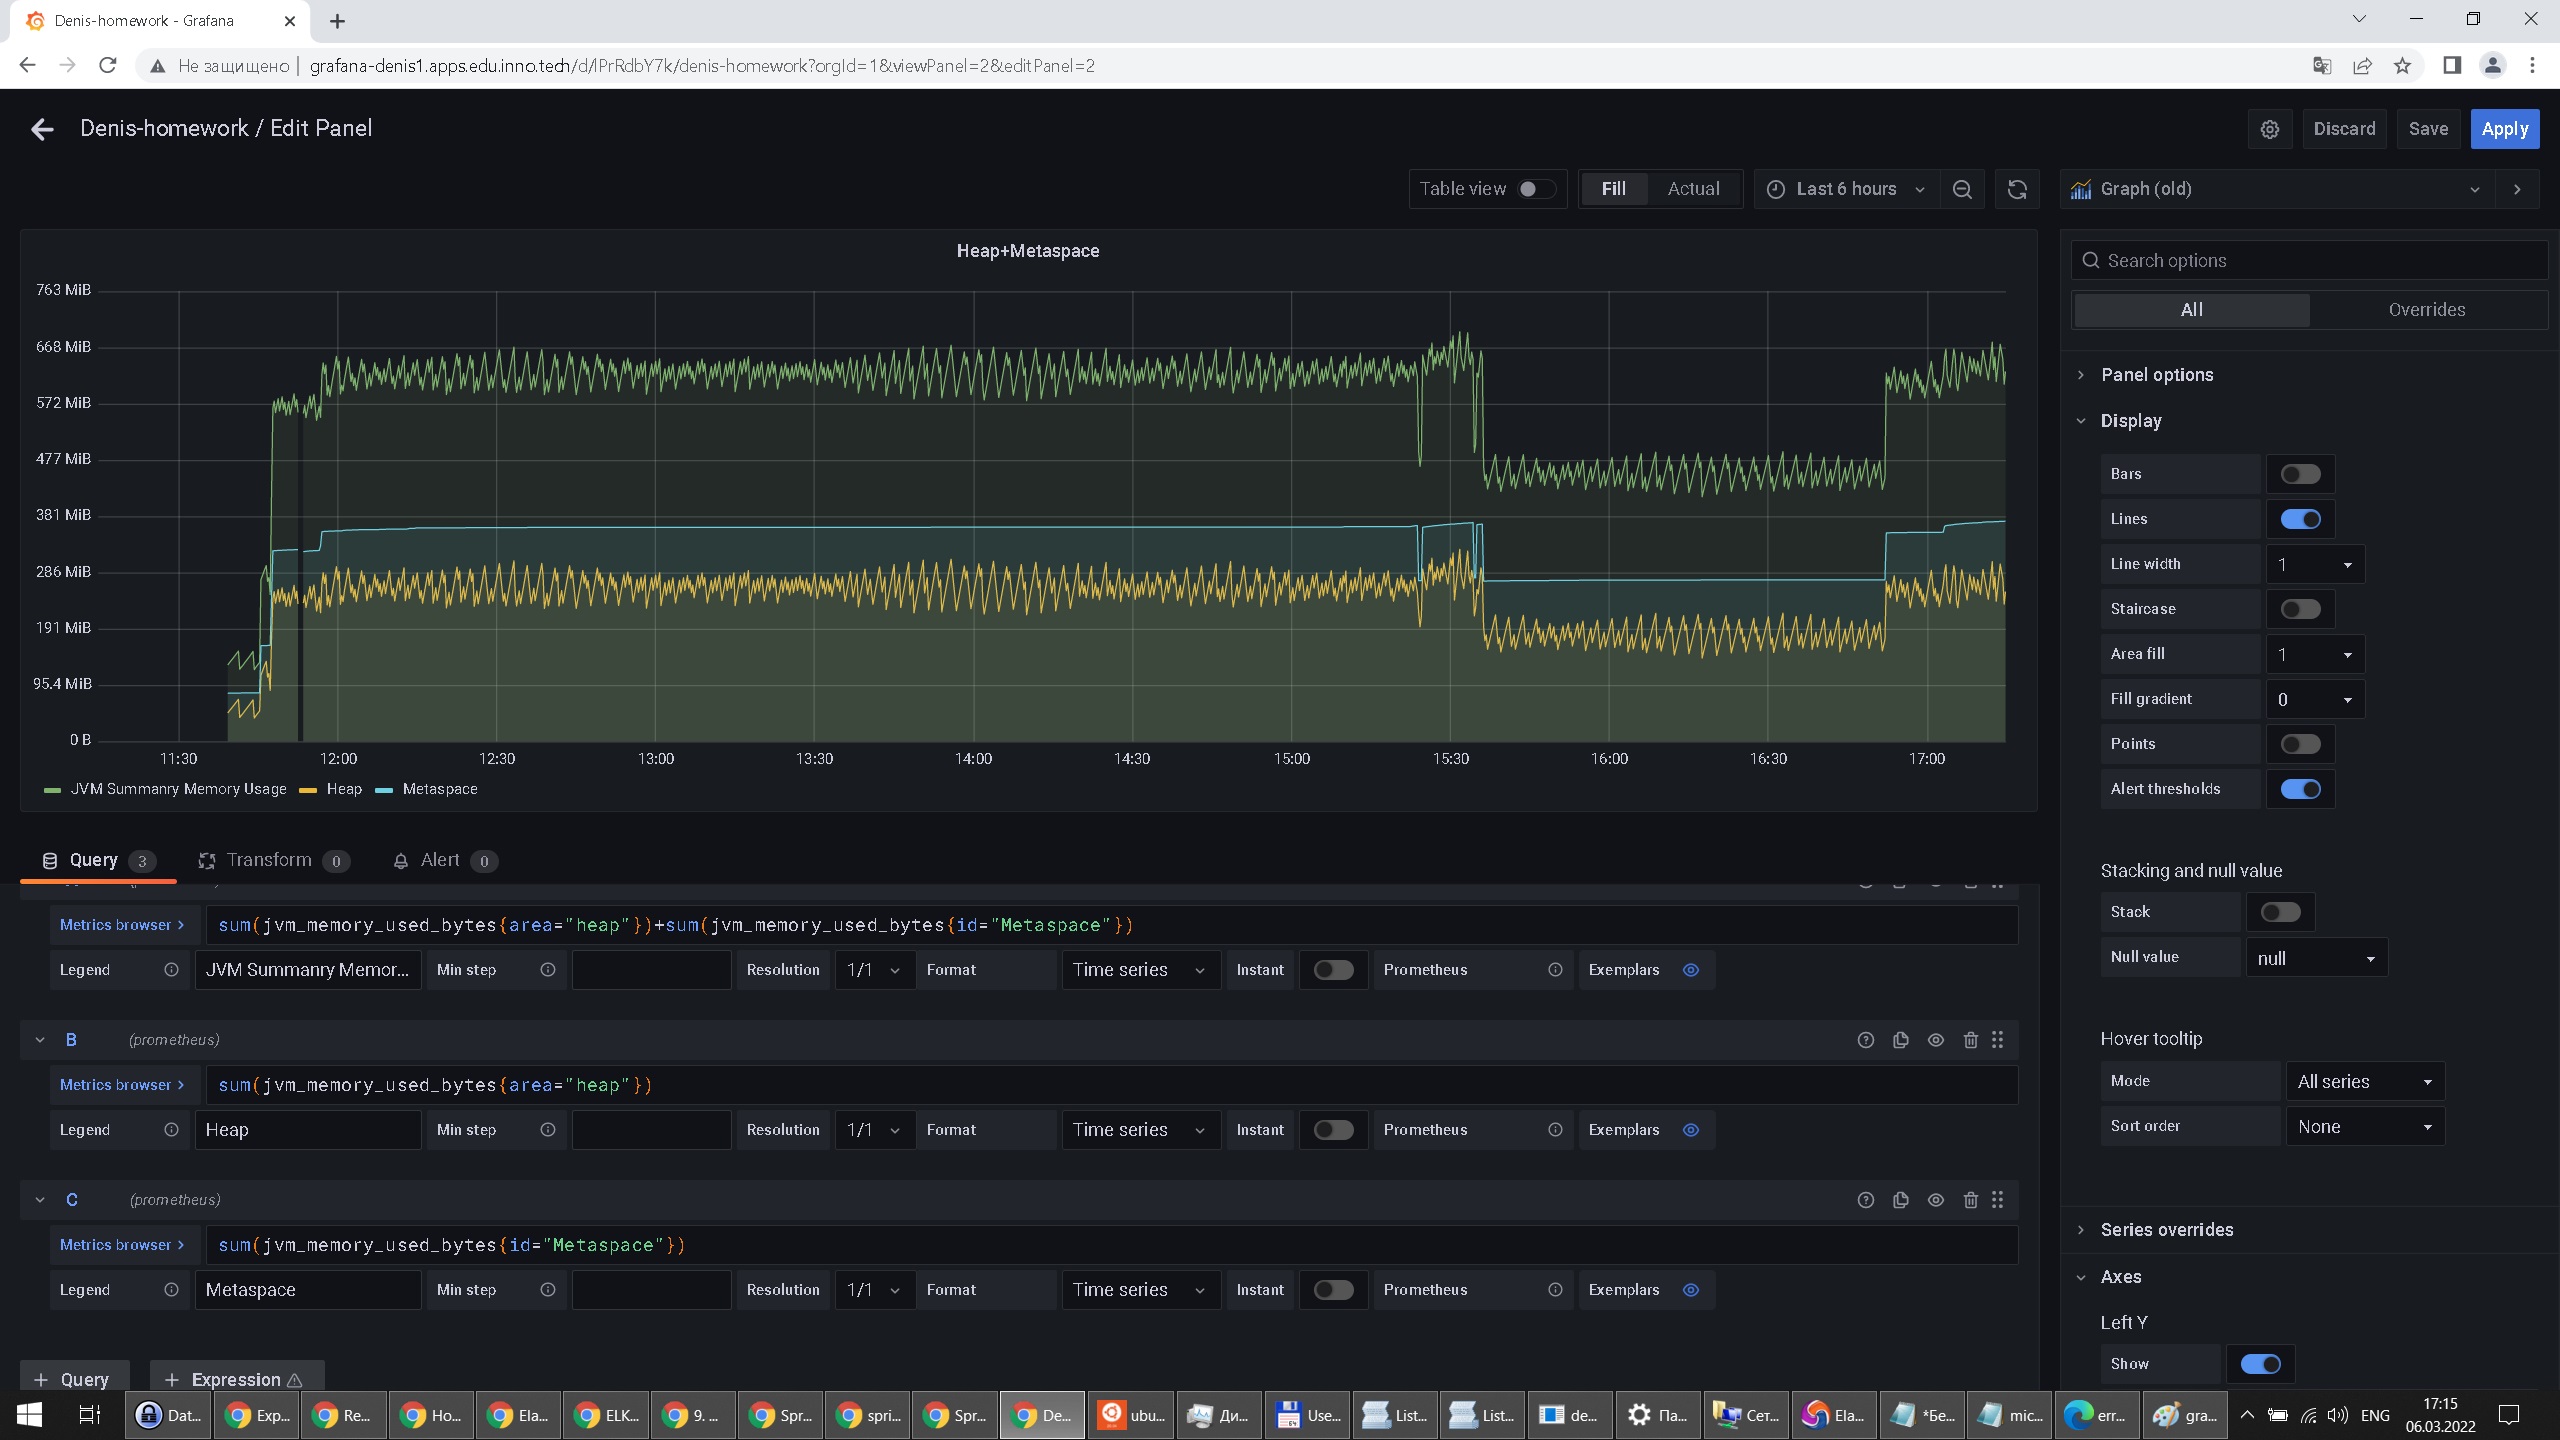 Denis-homework - Grafana
Не защищено | grafana-denis1.apps.edu.inno.tech/d/lPrRdbY7k/denis-homework?orgId=1&viewPanel=2&editPanel=2
Denis-homework / Edit Panel
Discard Save Apply
Table view Fill Actual Last 6 hours Graph (old)
Heap+Metaspace
763 MiB
668 MiB
572 MiB
477 MiB
381 MiB
286 MiB
191 MiB
95.4 MiB
0 B
11:30 12:00 12:30 13:00 13:30 14:00 14:30 15:00 15:30 16:00 16:30 17:00
JVM Summanry Memory Usage Heap Metaspace
Search options
All Overrides
Panel options
Display
Bars
Lines
Line width 1
Staircase
Area fill 1
Fill gradient 0
Points
Alert thresholds
Stacking and null value
Stack
Null value null
Hover tooltip
Mode All series
Sort order None
Series overrides
Axes
Left Y
Show
Query 3 Transform 0 Alert 0
Metrics browser > sum(jvm_memory_used_bytes{area="heap"})+sum(jvm_memory_used_bytes{id="Metaspace"})
Legend JVM Summanry Memor... Min step Resolution 1/1 Format Time series Instant Prometheus Exemplars
B (prometheus)
Metrics browser > sum(jvm_memory_used_bytes{area="heap"})
Legend Heap Min step Resolution 1/1 Format Time series Instant Prometheus Exemplars
C (prometheus)
Metrics browser > sum(jvm_memory_used_bytes{id="Metaspace"})
Legend Metaspace Min step Resolution 1/1 Format Time series Instant Prometheus Exemplars
+ Query + Expression
Dat... Exp... Re... Ho... Ela... ELK... 9. ... Spr... spri... Spr... De... ubu... Ди... Use... List... List... de... Па... Сет... Ela... *Бе... mic... err... gra... ENG
17:15
06.03.2022